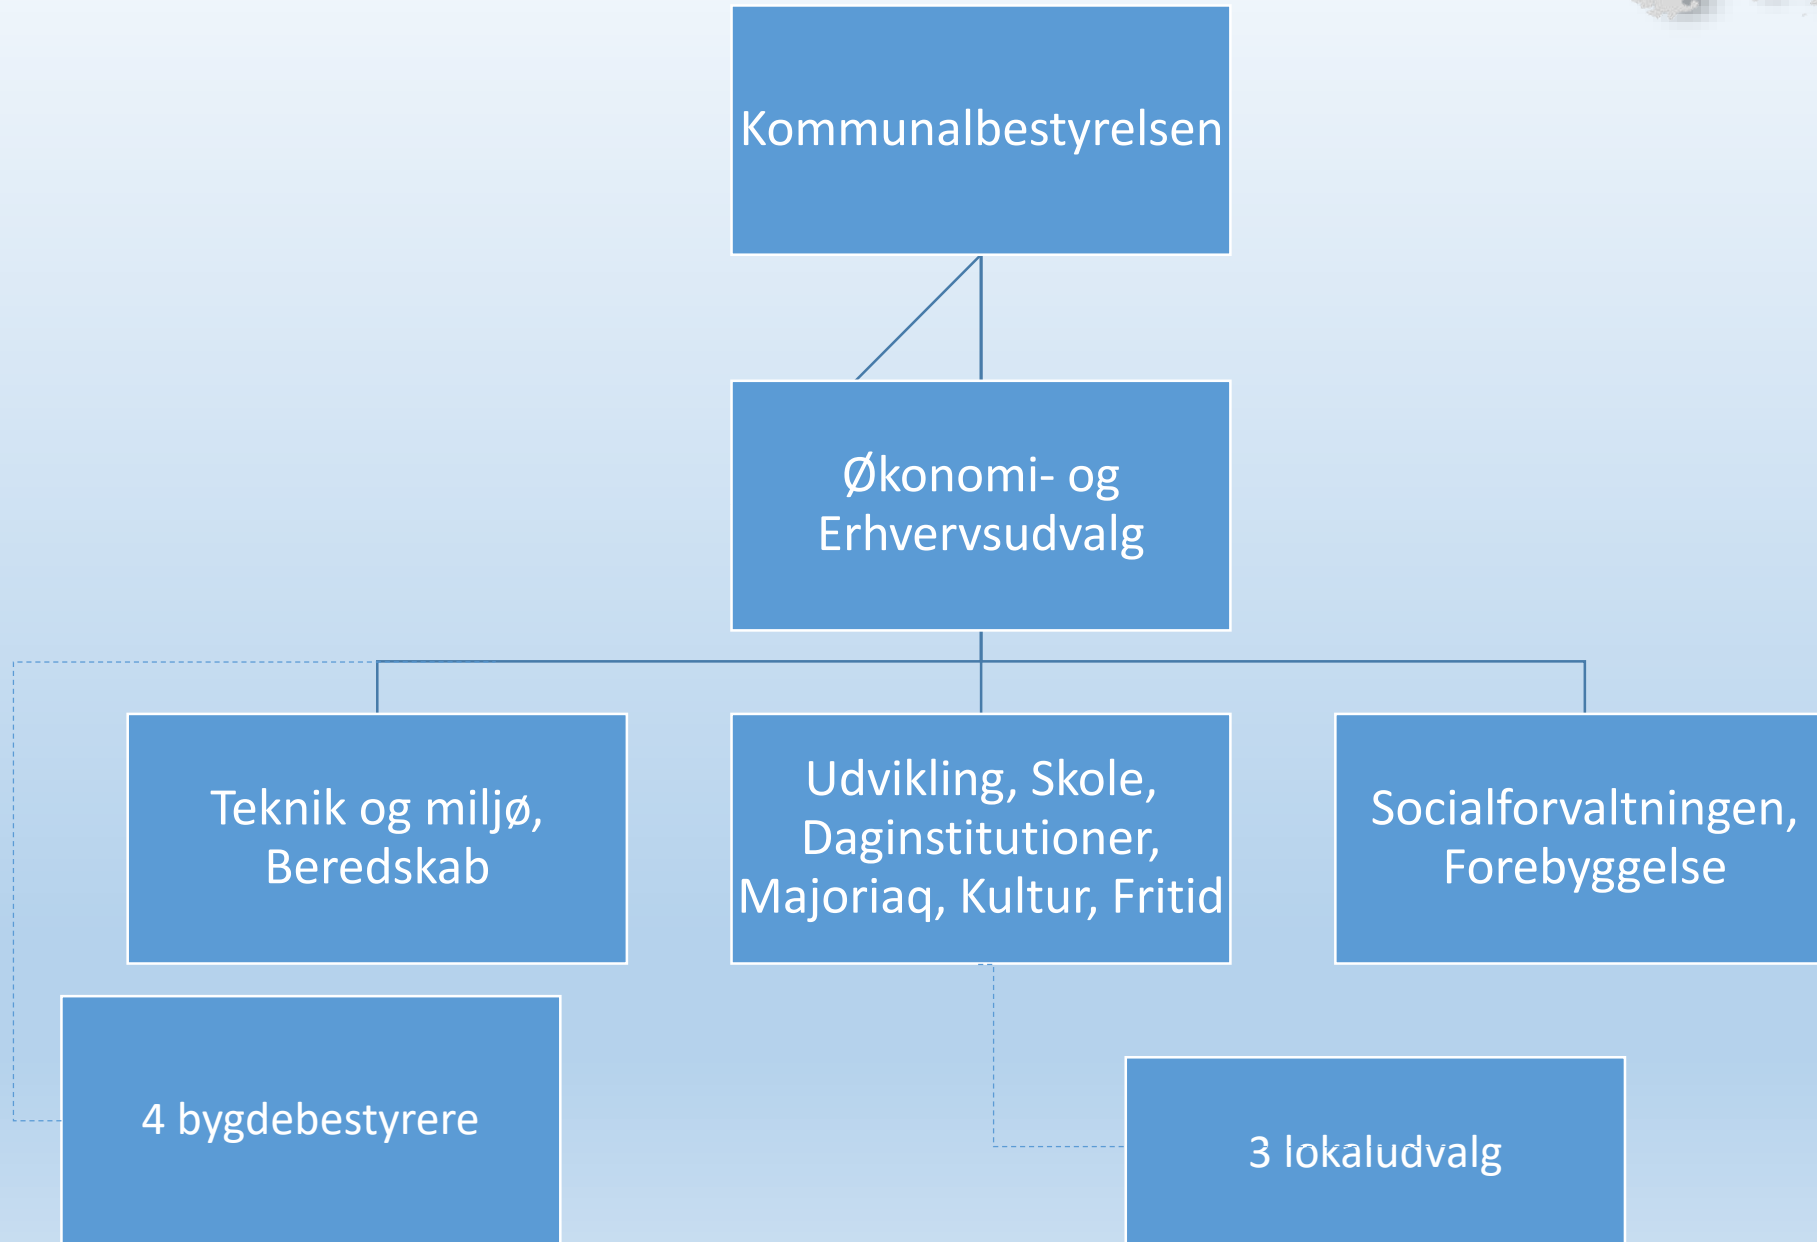 Kommunalbestyrelsen
Økonomi- og
Erhvervsudvalg
Teknik og miljø,
Beredskab
Udvikling, Skole,
Daginstitutioner,
Majoriaq, Kultur, Fritid
Socialforvaltningen,
Forebyggelse
4 bygdebestyrere
3 lokaludvalg